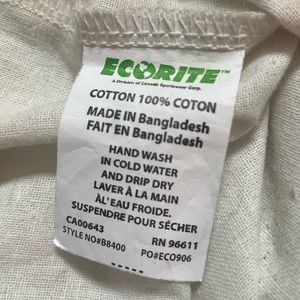 ECORITE™
A Division of Canada Sportswear Corp.
COTTON 100% COTON
MADE IN Bangladesh
FAIT EN Bangladesh
HAND WASH
IN COLD WATER
AND DRIP DRY
LAVER À LA MAIN
À L'EAU FROIDE.
SUSPENDRE POUR SÉCHER
CA00643 RN 96611
STYLE NO#B8400 PO#ECO906